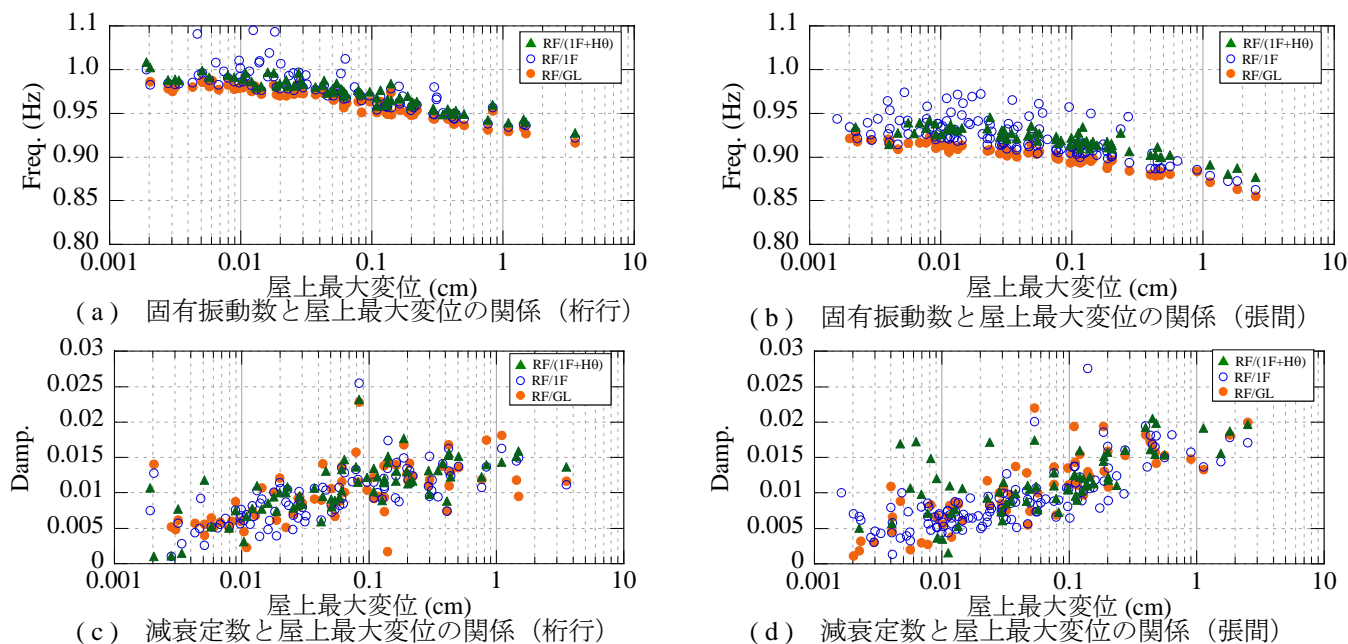 1.1
1.0
0.95
0.90
0.80
Freq. (Hz)
RF/(1F+Hθ)
RF/1F
RF/GL
0.001 0.01 0.1 1 10
屋上最大変位 (cm)
(a) 固有振動数と屋上最大変位の関係（桁行）
1.1
1.0
0.95
0.90
0.85
0.80
Freq. (Hz)
RF/(1F+Hθ)
RF/1F
RF/GL
0.001 0.01 0.1 1 10
屋上最大変位 (cm)
(b) 固有振動数と屋上最大変位の関係（張間）
0.03
0.025
0.02
0.015
0.01
0.005
0
Damp.
RF/(1F+Hθ)
RF/1F
RF/GL
0.001 0.01 0.1 1 10
屋上最大変位 (cm)
(c) 減衰定数と屋上最大変位の関係（桁行）
0.03
0.025
0.02
0.015
0.01
0.005
0
Damp.
RF/(1F+Hθ)
RF/1F
RF/GL
0.001 0.01 0.1 1 10
屋上最大変位 (cm)
(d) 減衰定数と屋上最大変位の関係（張間）